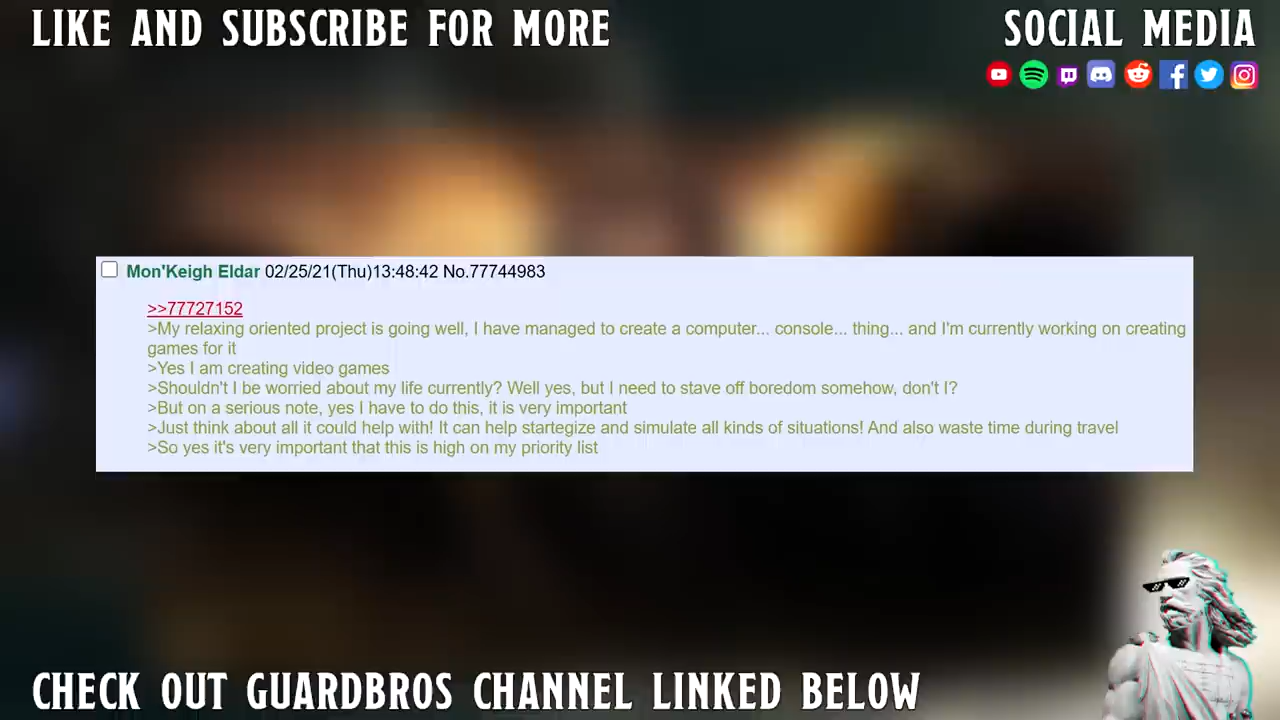 LIKE AND SUBSCRIBE FOR MORE
SOCIAL MEDIA
Mon'Keigh Eldar 02/25/21(Thu)13:48:42 No.77744983
>>77727152
>My relaxing oriented project is going well, I have managed to create a computer... console... thing... and I'm currently working on creating
games for it
>Yes I am creating video games
>Shouldn't I be worried about my life currently? Well yes, but I need to stave off boredom somehow, don't I?
>But on a serious note, yes I have to do this, it is very important
>Just think about all it could help with! It can help startegize and simulate all kinds of situations! And also waste time during travel
>So yes it's very important that this is high on my priority list
CHECK OUT GUARDBROS CHANNEL LINKED BELOW